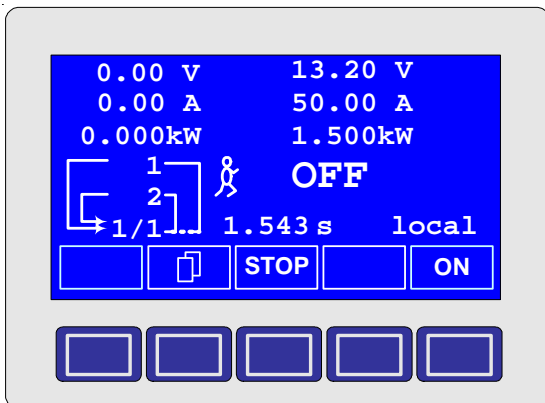 0.00 V 13.20 V
0.00 A 50.00 A
0.000kW 1.500kW
1 OFF
2
1/1 1.543 s local
STOP ON